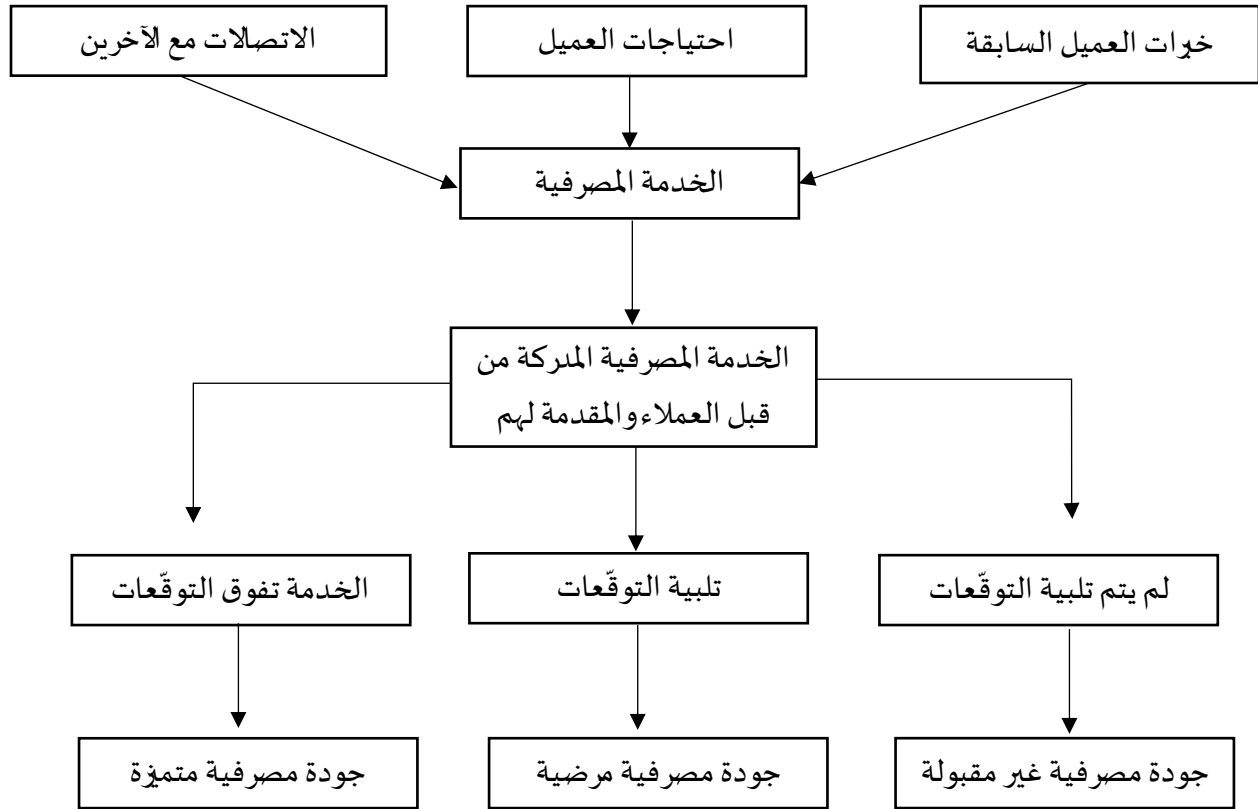 خبرات العميل السابقة
احتياجات العميل
الاتصالات مع الآخرين
الخدمة المصرفية
الخدمة المصرفية المدركة من
قبل العملاء والمقدمة لهم
لم يتم تلبية التوقّعات
تلبية التوقّعات
الخدمة تفوق التوقّعات
جودة مصرفية غير مقبولة
جودة مصرفية مرضية
جودة مصرفية متميزة